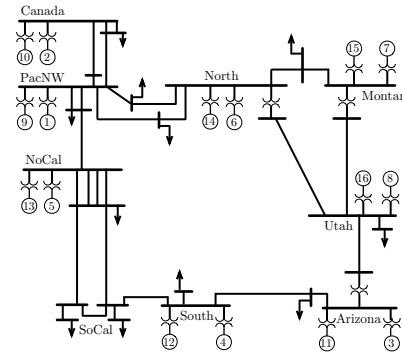 Canada
10 2
PacNW
9 1
North
14 6
15 7
Montan
NoCal
13 5
16 8
Utah
SoCal
South
12 4
Arizona
11 3